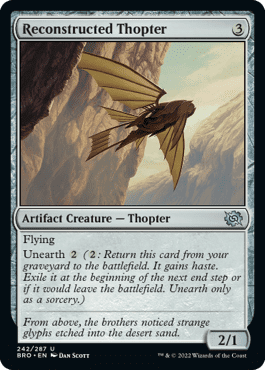 Reconstructed Thopter 3
Artifact Creature — Thopter
Flying
Unearth 2 (2: Return this card from your
graveyard to the battlefield. It gains haste.
Exile it at the beginning of the next end step or
if it would leave the battlefield. Unearth only
as a sorcery.)
From above, the brothers noticed strange
glyphs etched into the desert sand.
2/1
242/287 U
BRO • EN Dan Scott
™ & © 2022 Wizards of the Coast